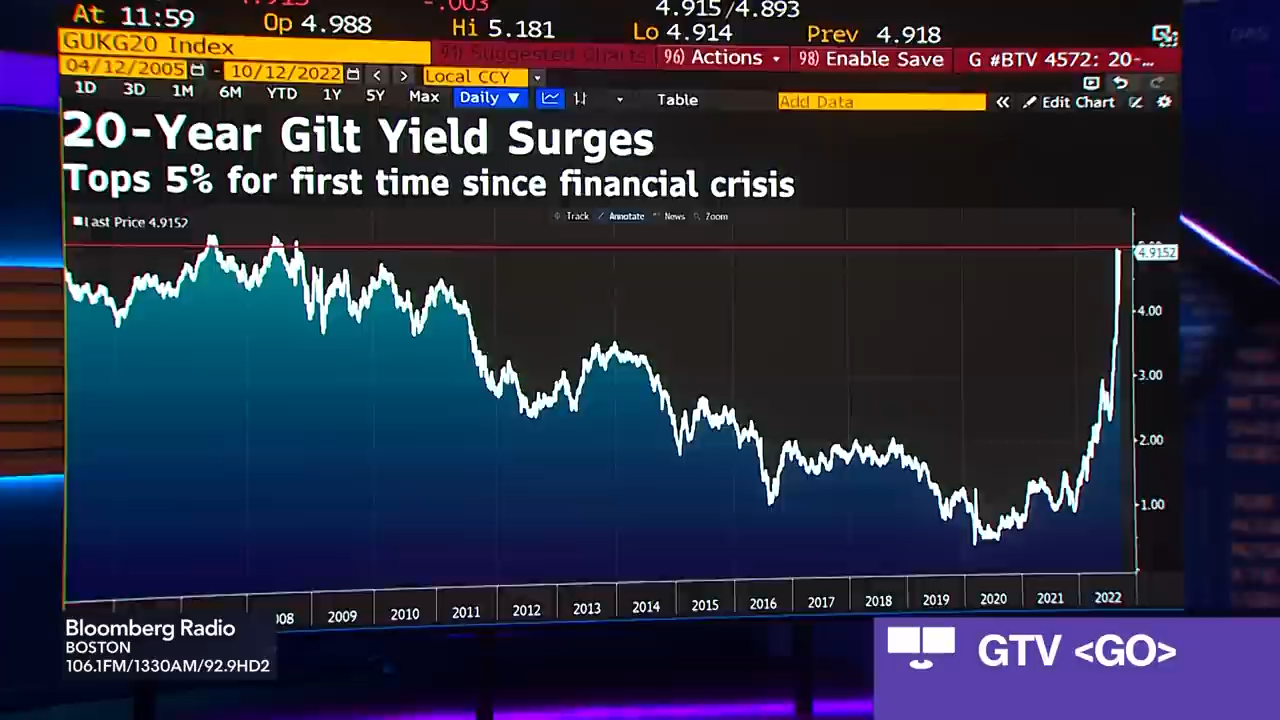 At 11:59 Op 4.988 Hi 5.181 Lo 4.914 Prev 4.918
4.915/4.893
-.003
GUKG20 Index
91) Suggested Charts 96) Actions 98) Enable Save G #BTV 4572: 20-...
04/12/2005 - 10/12/2022 Local CCY
1D 3D 1M 6M YTD 1Y 5Y Max Daily ▼ Table Add Data « Edit Chart
20-Year Gilt Yield Surges
Tops 5% for first time since financial crisis
Track Annotate News Zoom
Last Price 4.9152
4.9152
4.00
3.00
2.00
1.00
2009 2010 2011 2012 2013 2014 2015 2016 2017 2018 2019 2020 2021 2022
Bloomberg Radio
BOSTON
106.1FM/1330AM/92.9HD2
GTV <GO>